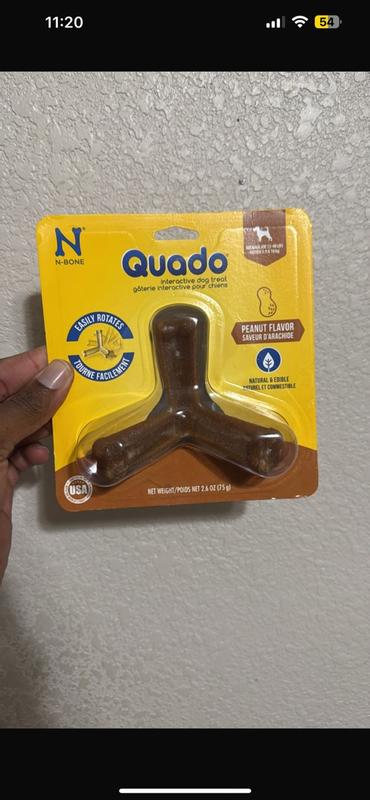 11:20
54
N
N-BONE
Quado
interactive dog treat
gâterie interactive pour chiens
EASILY ROTATES
TOURNE FACILEMENT
PEANUT FLAVOR
SAVEUR D'ARACHIDE
NATURAL & EDIBLE
NATUREL ET COMESTIBLE
USA
NET WEIGHT/POIDS NET 2.6 OZ (75 g)